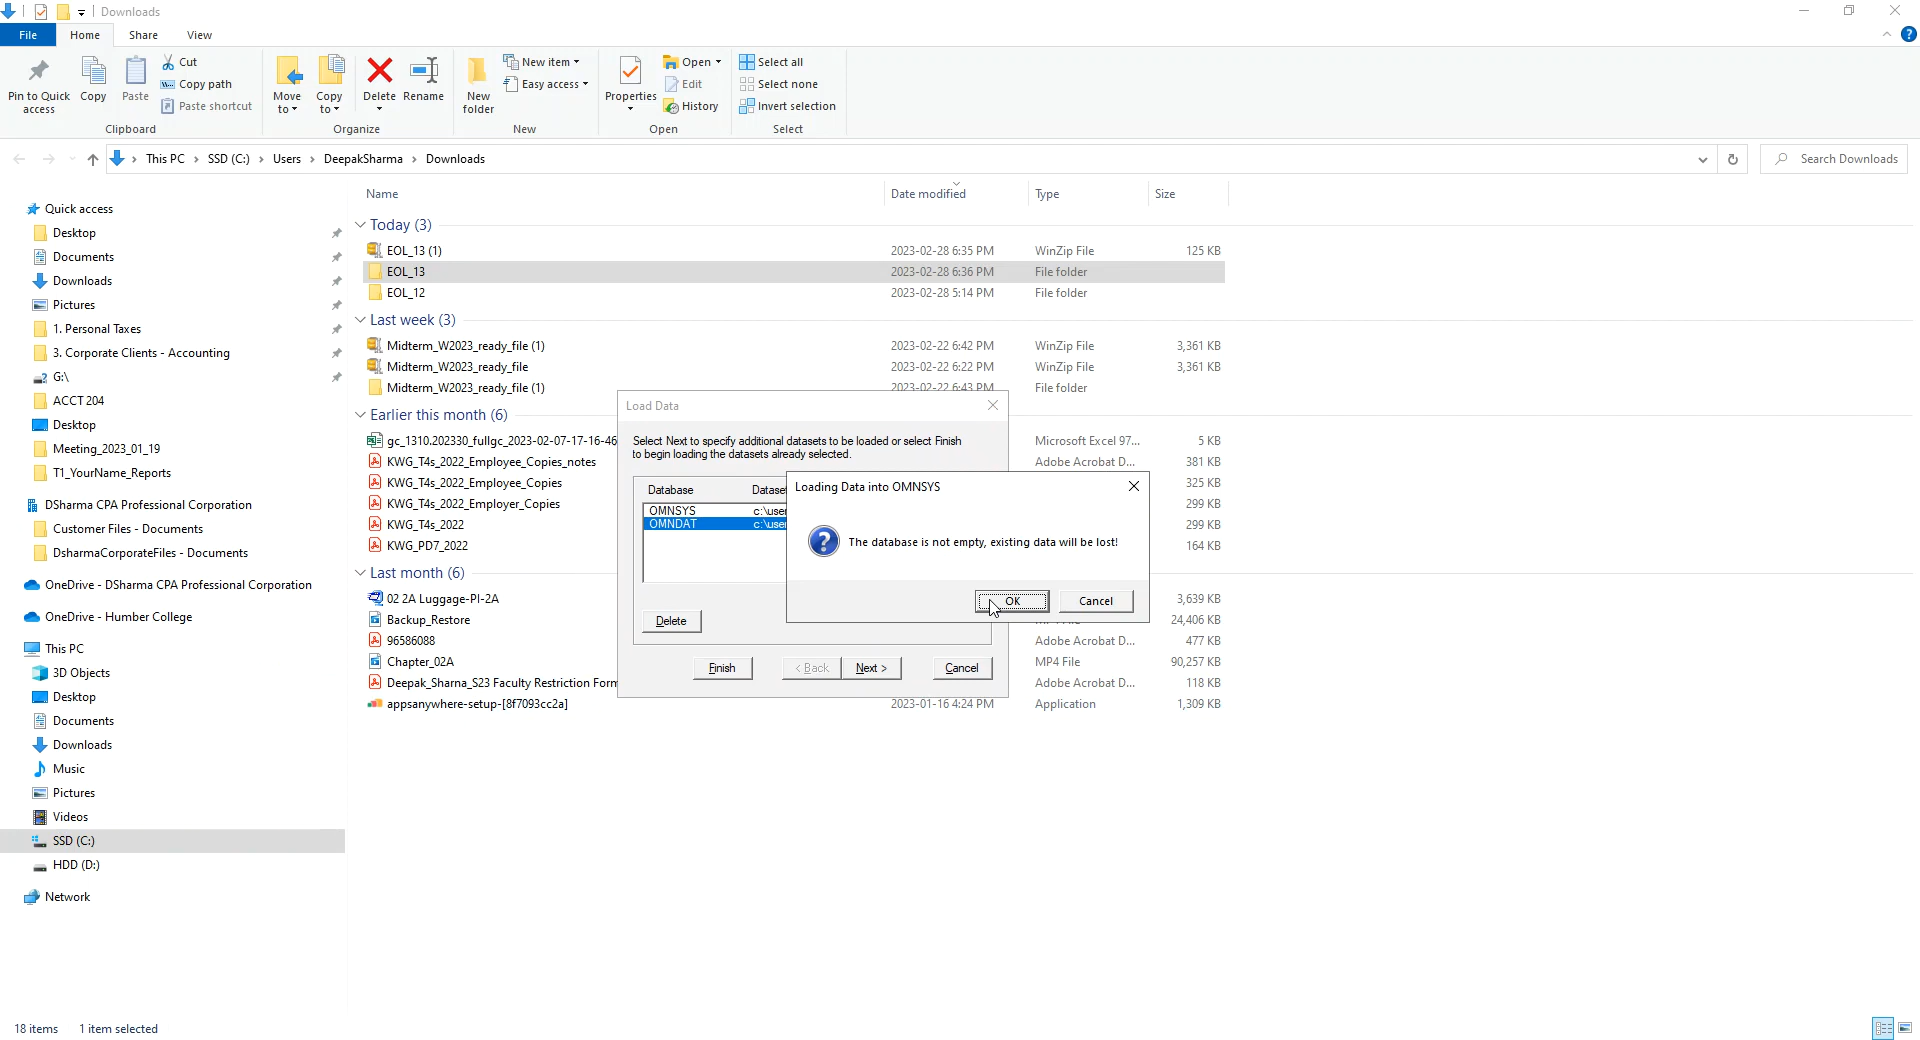 Downloads
File
Home
Share
View
Pin to Quick access
Copy
Paste
Cut
Copy path
Paste shortcut
Clipboard
Move to
Copy to
Delete
Rename
Organize
New folder
New item
Easy access
New
Properties
Open
Edit
History
Open
Select all
Select none
Invert selection
Select
This PC > SSD (C:) > Users > DeepakSharma > Downloads
Search Downloads
Name Date modified Type Size
Quick access
Desktop
Documents
Downloads
Pictures
1. Personal Taxes
3. Corporate Clients - Accounting
G:\
ACCT 204
Desktop
Meeting_2023_01_19
T1_YourName_Reports
DSharma CPA Professional Corporation
Customer Files - Documents
DsharmaCorporateFiles - Documents
OneDrive - DSharma CPA Professional Corporation
OneDrive - Humber College
This PC
3D Objects
Desktop
Documents
Downloads
Music
Pictures
Videos
SSD (C:)
HDD (D:)
Network
Today (3)
EOL_13 (1) 2023-02-28 6:35 PM WinZip File 125 KB
EOL_13 2023-02-28 6:36 PM File folder
EOL_12 2023-02-28 5:14 PM File folder
Last week (3)
Midterm_W2023_ready_file (1) 2023-02-22 6:42 PM WinZip File 3,361 KB
Midterm_W2023_ready_file 2023-02-22 6:22 PM WinZip File 3,361 KB
Midterm_W2023_ready_file (1) 2023-02-22 6:43 PM File folder
Earlier this month (6)
gc_1310.202330_fullgc_2023-02-07-17-16-46 Microsoft Excel 97... 5 KB
KWG_T4s_2022_Employee_Copies_notes Adobe Acrobat D... 381 KB
KWG_T4s_2022_Employee_Copies 325 KB
KWG_T4s_2022_Employer_Copies 299 KB
KWG_T4s_2022 299 KB
KWG_PD7_2022 164 KB
Last month (6)
02 2A Luggage-PI-2A 3,639 KB
Backup_Restore 24,406 KB
96586088 Adobe Acrobat D... 477 KB
Chapter_02A MP4 File 90,257 KB
Deepak_Sharna_S23 Faculty Restriction Form Adobe Acrobat D... 118 KB
appsanywhere-setup-[8f7093cc2a] 2023-01-16 4:24 PM Application 1,309 KB
Load Data
Select Next to specify additional datasets to be loaded or select Finish
to begin loading the datasets already selected.
Database Dataset
OMNSYS c:\user
OMNDAT c:\user
Delete
Finish < Back Next > Cancel
Loading Data into OMNSYS
The database is not empty, existing data will be lost!
OK Cancel
18 items 1 item selected